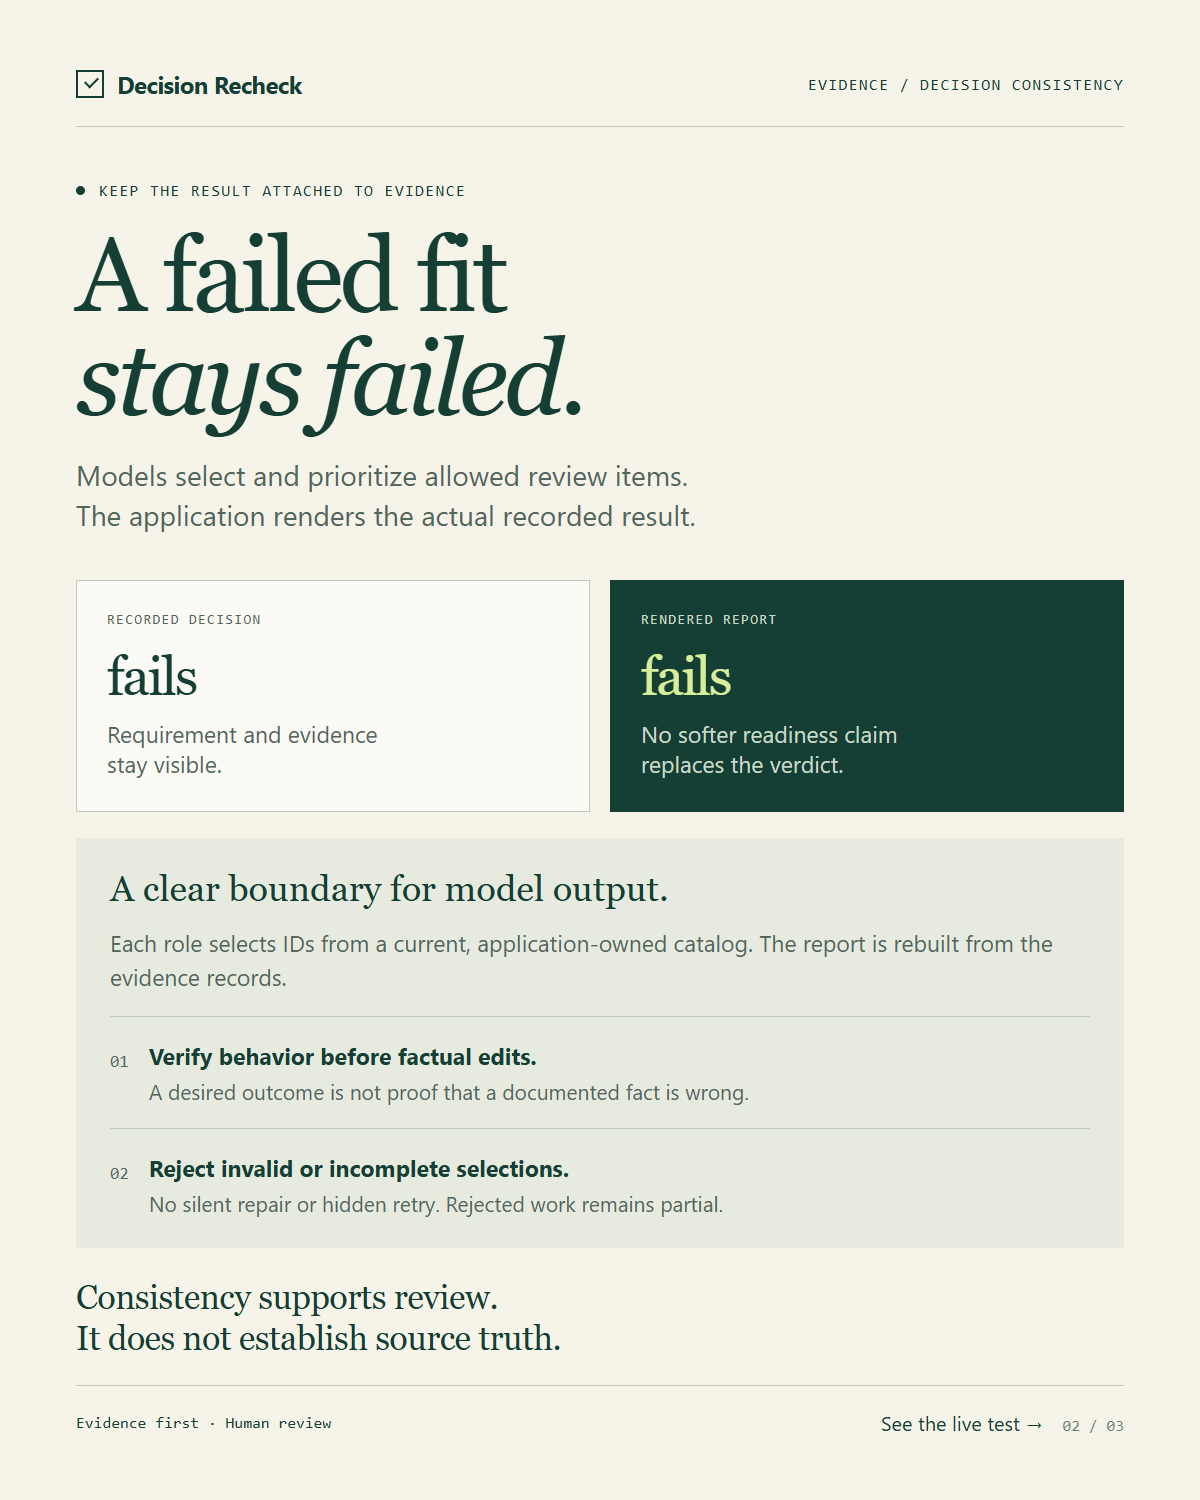 Decision Recheck
EVIDENCE / DECISION CONSISTENCY
KEEP THE RESULT ATTACHED TO EVIDENCE
A failed fit
stays failed.
Models select and prioritize allowed review items.
The application renders the actual recorded result.
RECORDED DECISION
fails
Requirement and evidence
stay visible.
RENDERED REPORT
fails
No softer readiness claim
replaces the verdict.
A clear boundary for model output.
Each role selects IDs from a current, application-owned catalog. The report is rebuilt from the
evidence records.
01 Verify behavior before factual edits.
A desired outcome is not proof that a documented fact is wrong.
02 Reject invalid or incomplete selections.
No silent repair or hidden retry. Rejected work remains partial.
Consistency supports review.
It does not establish source truth.
Evidence first · Human review
See the live test → 02 / 03